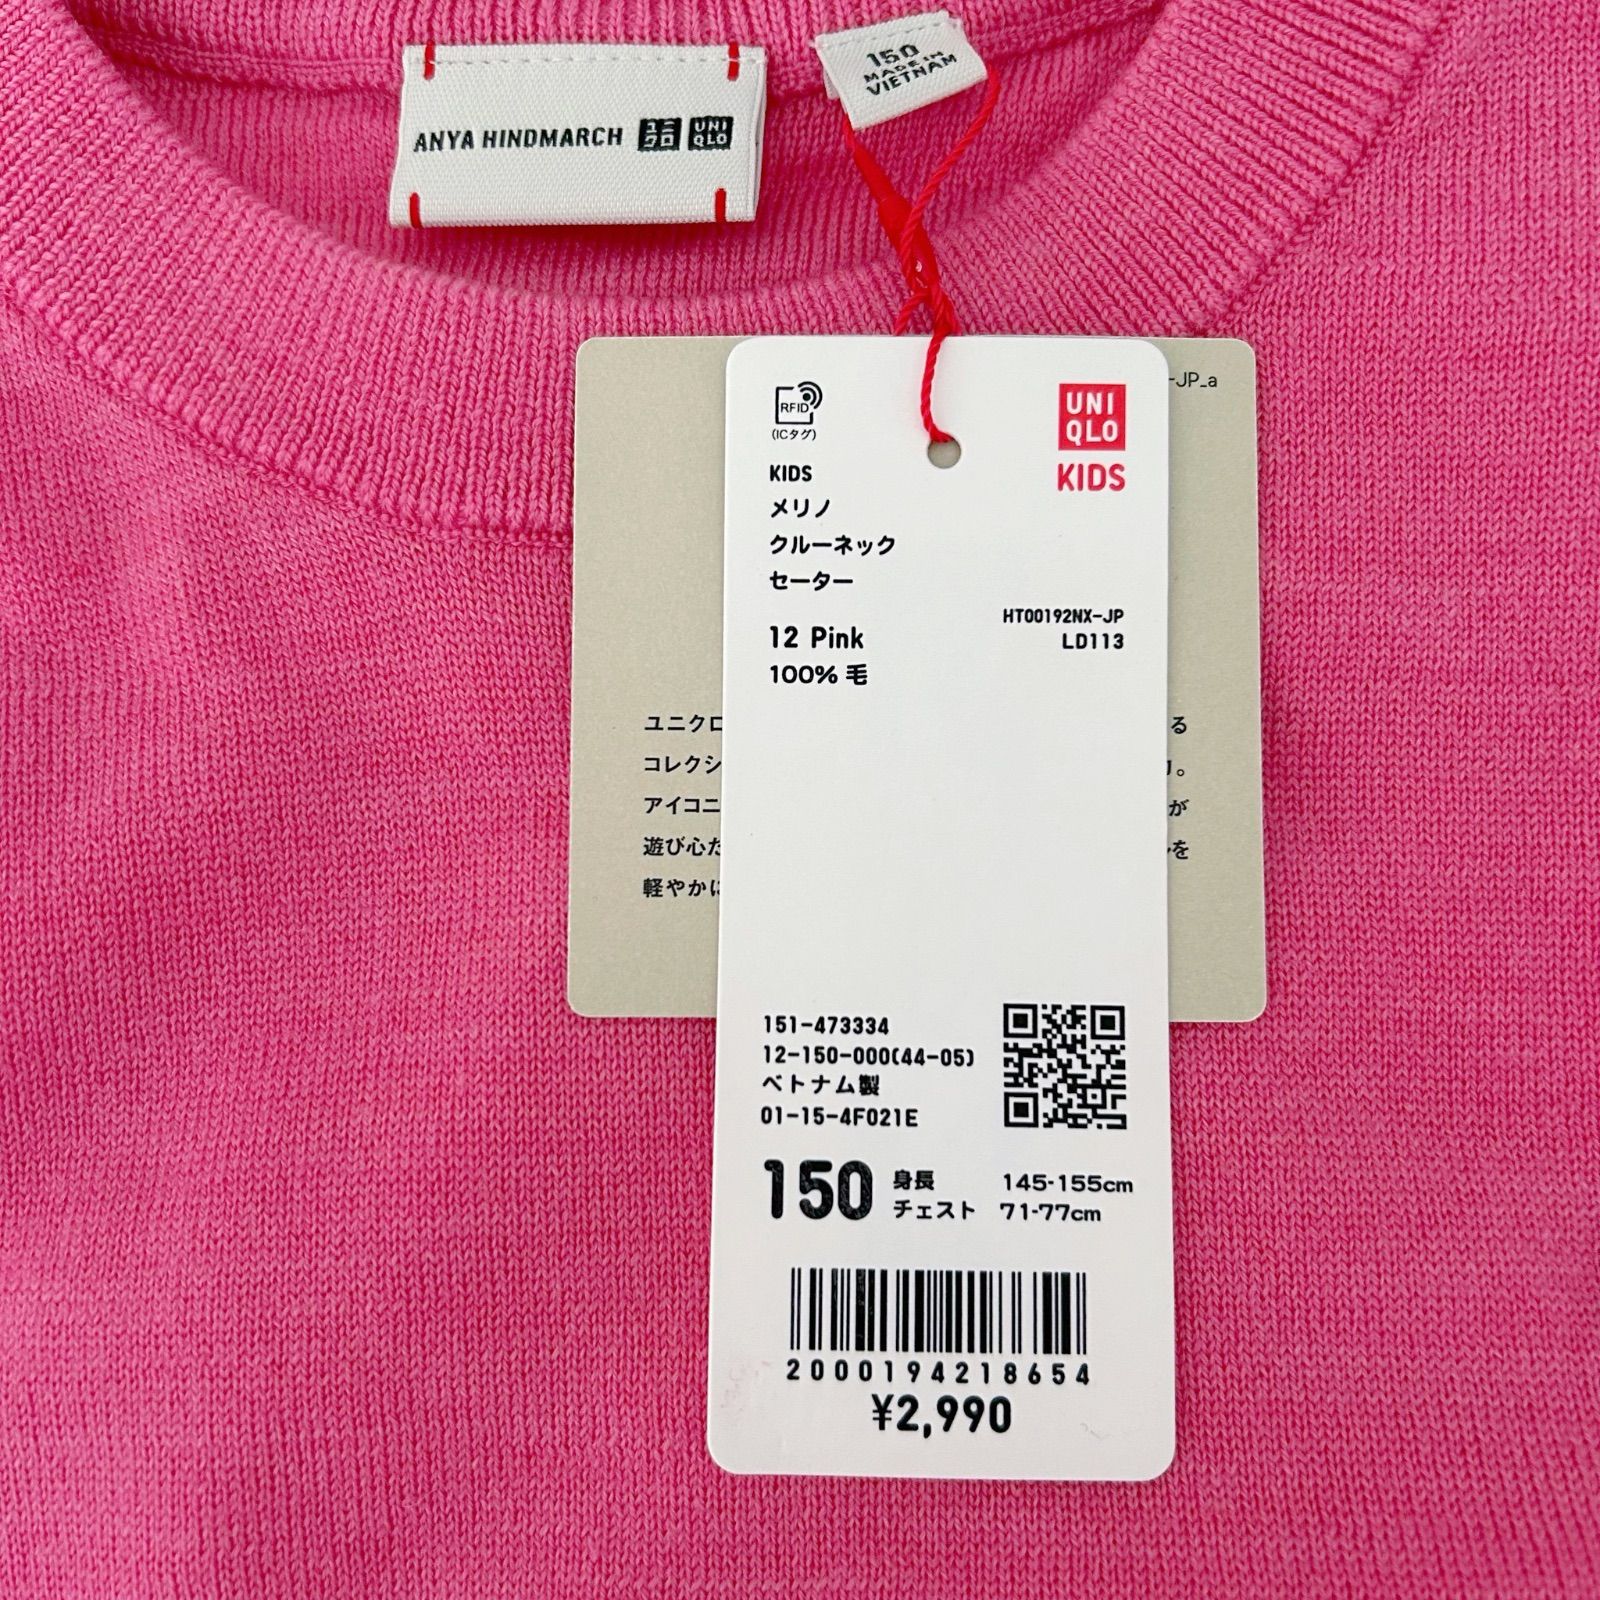 ANYA HINDMARCH ユニクロ UNIQLO
150
MADE IN
VIETNAM
-JP_a
RFID
(ICタグ)
UNI
QLO
KIDS
KIDS
メリノ
クルーネック
セーター
HT00192NX-JP
LD113
12 Pink
100% 毛
ユニクロ る
コレクシ 。
アイコニ が
遊び心 を
軽やかに
151-473334
12-150-000(44-05)
ベトナム製
01-15-4F021E
150
身長 145-155cm
チェスト 71-77cm
2000194218654
¥2,990